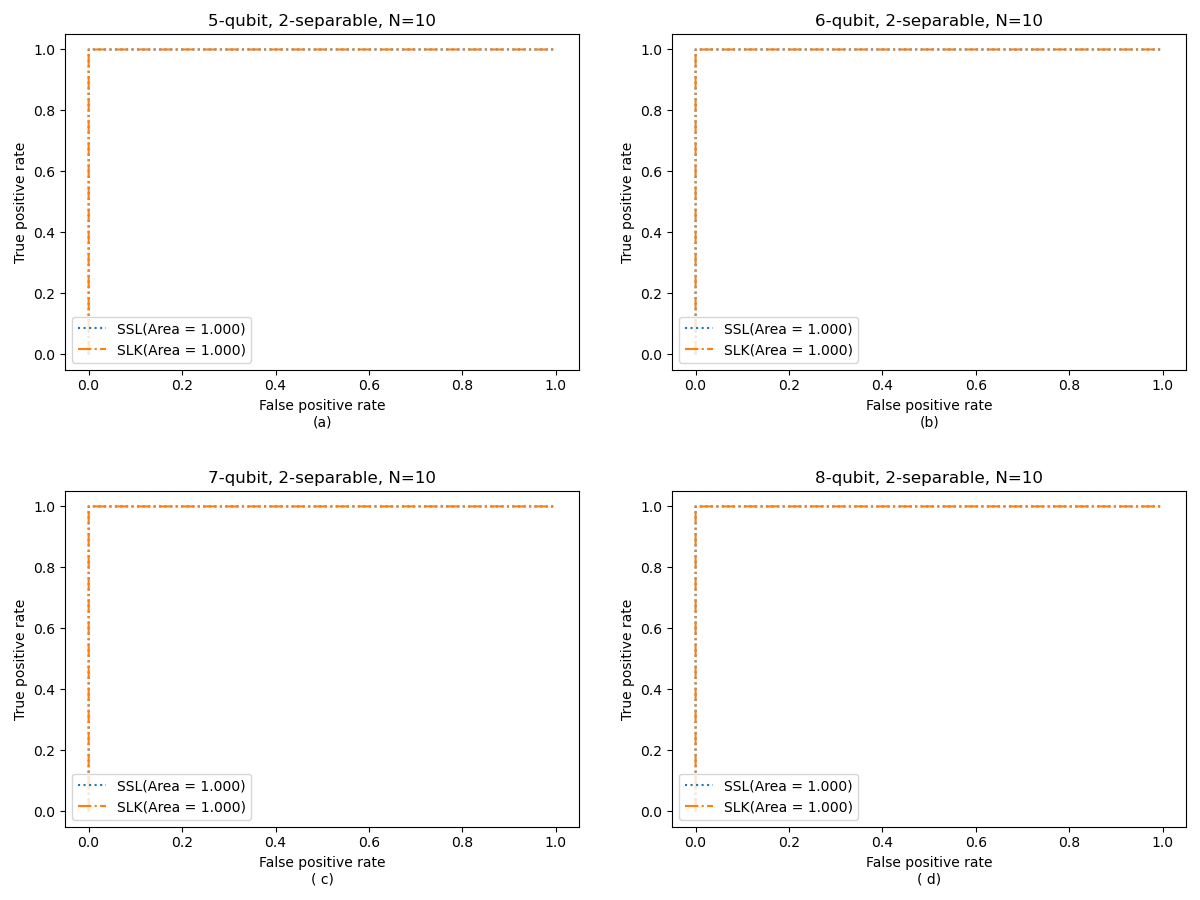 5-qubit, 2-separable, N=10
1.0
0.8
0.6
0.4
0.2
0.0
True positive rate
SSL(Area = 1.000)
SLK(Area = 1.000)
0.0 0.2 0.4 0.6 0.8 1.0
False positive rate
(a)
6-qubit, 2-separable, N=10
1.0
0.8
0.6
0.4
0.2
0.0
True positive rate
SSL(Area = 1.000)
SLK(Area = 1.000)
0.0 0.2 0.4 0.6 0.8 1.0
False positive rate
(b)
7-qubit, 2-separable, N=10
1.0
0.8
0.6
0.4
0.2
0.0
True positive rate
SSL(Area = 1.000)
SLK(Area = 1.000)
0.0 0.2 0.4 0.6 0.8 1.0
False positive rate
( c)
8-qubit, 2-separable, N=10
1.0
0.8
0.6
0.4
0.2
0.0
True positive rate
SSL(Area = 1.000)
SLK(Area = 1.000)
0.0 0.2 0.4 0.6 0.8 1.0
False positive rate
( d)